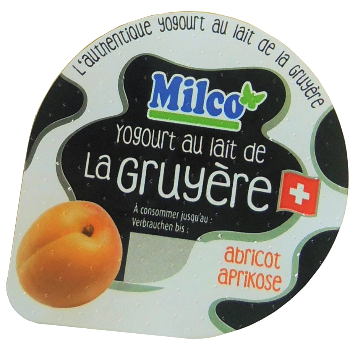 L'authentique yogourt au lait de la gruyère
Milco
Yogourt au lait de
La Gruyère
À consommer jusqu'au :
Verbrauchen bis :
abricot
aprikose